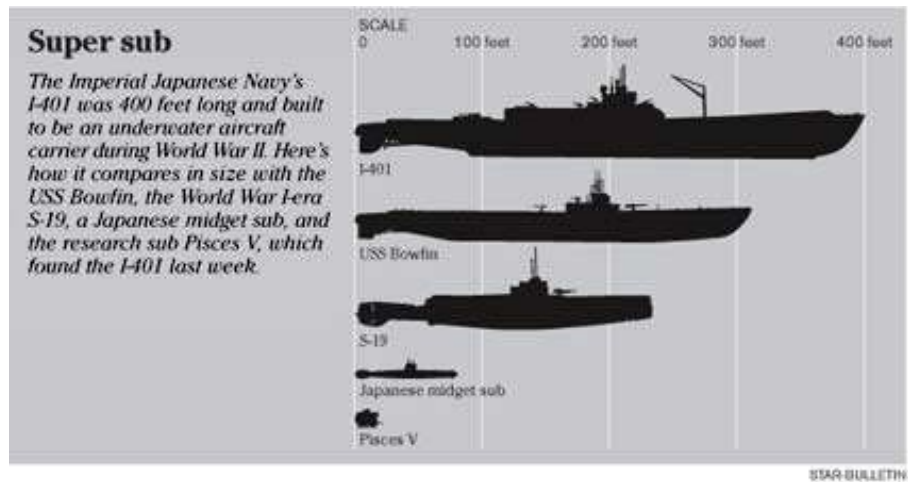 Super sub
The Imperial Japanese Navy's
I-401 was 400 feet long and built
to be an underwater aircraft
carrier during World War II. Here's
how it compares in size with the
USS Bowfin, the World War I-era
S-19, a Japanese midget sub, and
the research sub Pisces V, which
found the I-401 last week.
SCALE
0 100 feet 200 feet 300 feet 400 feet
I-401
USS Bowfin
S-19
Japanese midget sub
Pisces V
STAR-BULLETIN